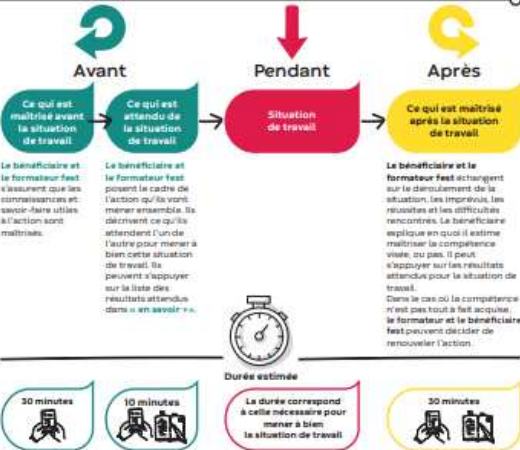 Avant
Pendant
Après
Ce qui est
maîtrisé avant
la situation
de travail
Ce qui est
attendu de
la situation
de travail
Situation
de travail
Ce qui est maîtrisé
après la situation
de travail
Le bénéficiaire et
le formateur fest
s'assurent que les
connaissances et
savoir-faire utiles
à l'action sont
maîtrisés.
Le bénéficiaire et
le formateur fest
posent le cadre de
l'action qu'ils vont
mener ensemble. Ils
décrivent ce qu'ils
attendent l'un de
l'autre pour mener à
bien cette situation
de travail. Ils
peuvent s'appuyer
sur la liste des
résultats attendus
dans « en savoir + ».
Le bénéficiaire et le
formateur fest échangent
sur le déroulement de la
situation, les imprévus, les
réussites et les difficultés
rencontrés. Le bénéficiaire
explique en quoi il estime
maîtriser la compétence
visée, ou pas. Il peut
s'appuyer sur les résultats
attendus pour la situation de
travail.
Dans le cas où la compétence
n'est pas tout à fait acquise,
le formateur et le bénéficiaire
fest peuvent décider de
renouveler l'action.
Durée estimée
30 minutes
10 minutes
La durée correspond
à celle nécessaire pour
mener à bien
la situation de travail
30 minutes